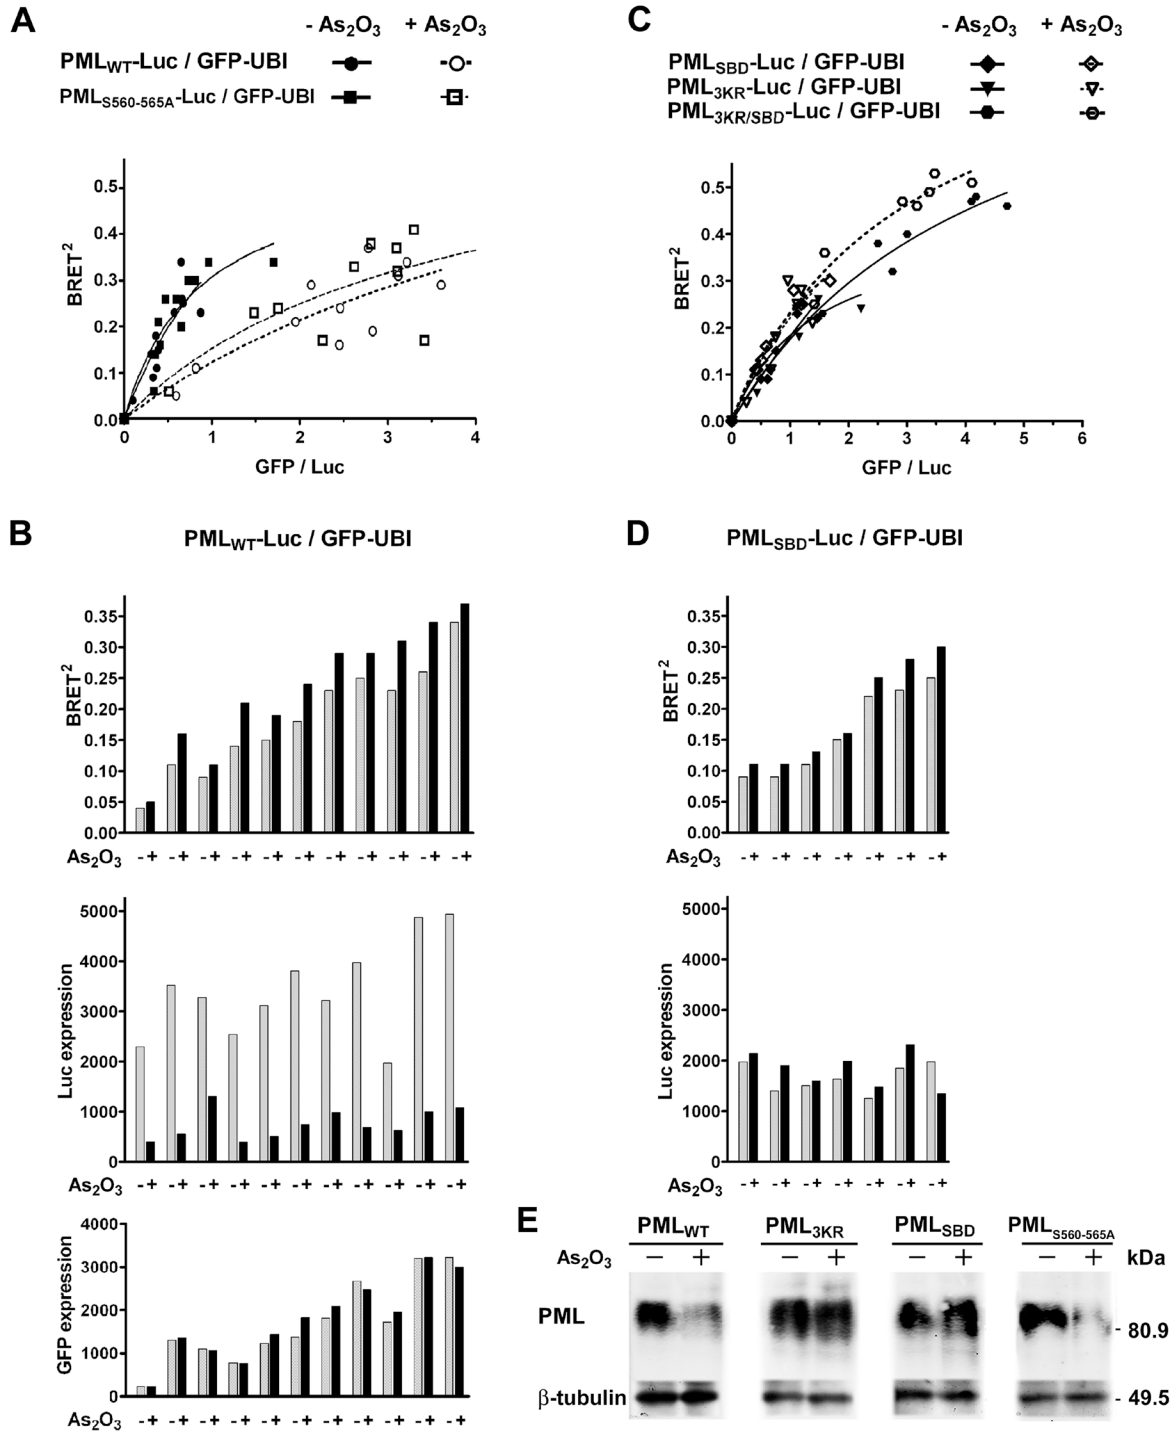 A
- As2O3 + As2O3
PMLWT-Luc / GFP-UBI
PMLS560-565A-Luc / GFP-UBI
BRET2
0.5
0.4
0.3
0.2
0.1
0.0
0 1 2 3 4
GFP / Luc
C
- As2O3 + As2O3
PMLSBD-Luc / GFP-UBI
PML3KR-Luc / GFP-UBI
PML3KR/SBD-Luc / GFP-UBI
BRET2
0.5
0.4
0.3
0.2
0.1
0.0
0 1 2 3 4 5 6
GFP / Luc
B
PMLWT-Luc / GFP-UBI
BRET2
0.35
0.30
0.25
0.20
0.15
0.10
0.05
0.00
As2O3 - + - + - + - + - + - + - + - + - + - + - +
Luc expression
5000
4000
3000
2000
1000
0
As2O3 - + - + - + - + - + - + - + - + - + - + - +
GFP expression
4000
3000
2000
1000
0
As2O3 - + - + - + - + - + - + - + - + - + - + - +
D
PMLSBD-Luc / GFP-UBI
BRET2
0.35
0.30
0.25
0.20
0.15
0.10
0.05
0.00
As2O3 - + - + - + - + - + - + - +
Luc expression
5000
4000
3000
2000
1000
0
As2O3 - + - + - + - + - + - + - +
E
PMLWT PML3KR PMLSBD PMLS560-565A
As2O3 − + − + − + − + kDa
PML
- 80.9
β-tubulin - 49.5